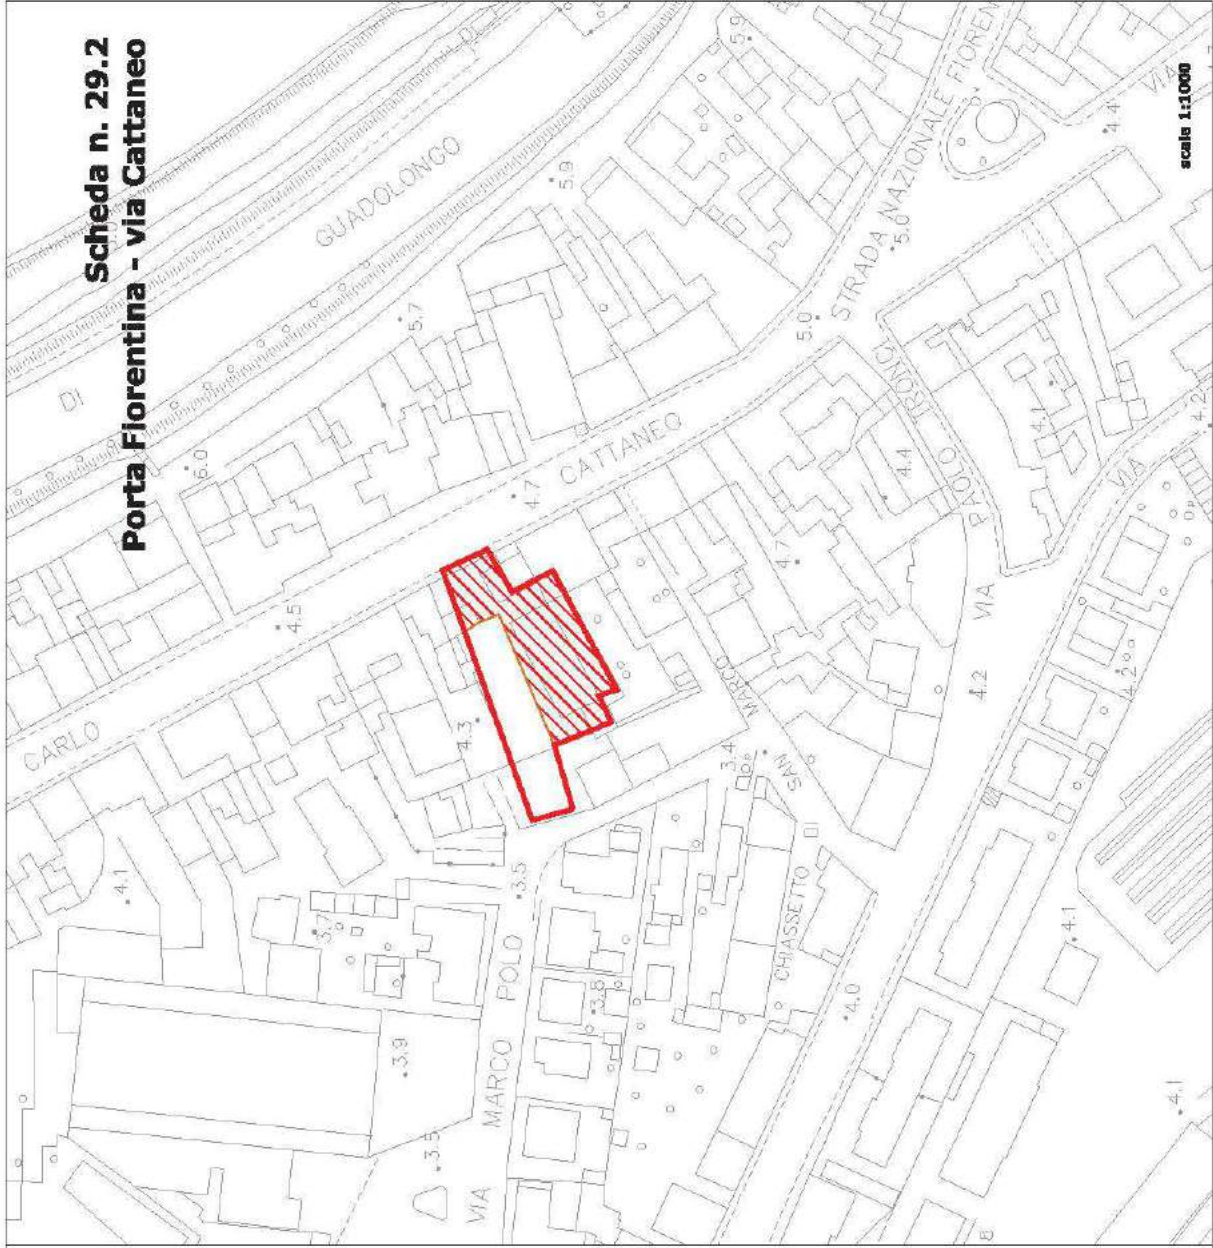 Scheda n. 29.2
Porta Fiorentina - via Cattaneo
DI
GUADOLONGO
DI
5.9
5.9
5.7
6.0
STRADA NAZIONALE FIOREN
5.0
5.0
VIA
4.4
scala 1:1000
CARLO
CATTANEO
4.5
4.7
4.3
4.7
4.4
VIA PAOLO TRONCI
4.1
VIA
4.2
4.2
4.2
MARCO
SAN
DI
CHIASSETTO
3.4
4.1
3.7
3.5
3.8
3.9
3.5
VIA MARCO POLO
4.0
4.1
4.1
8